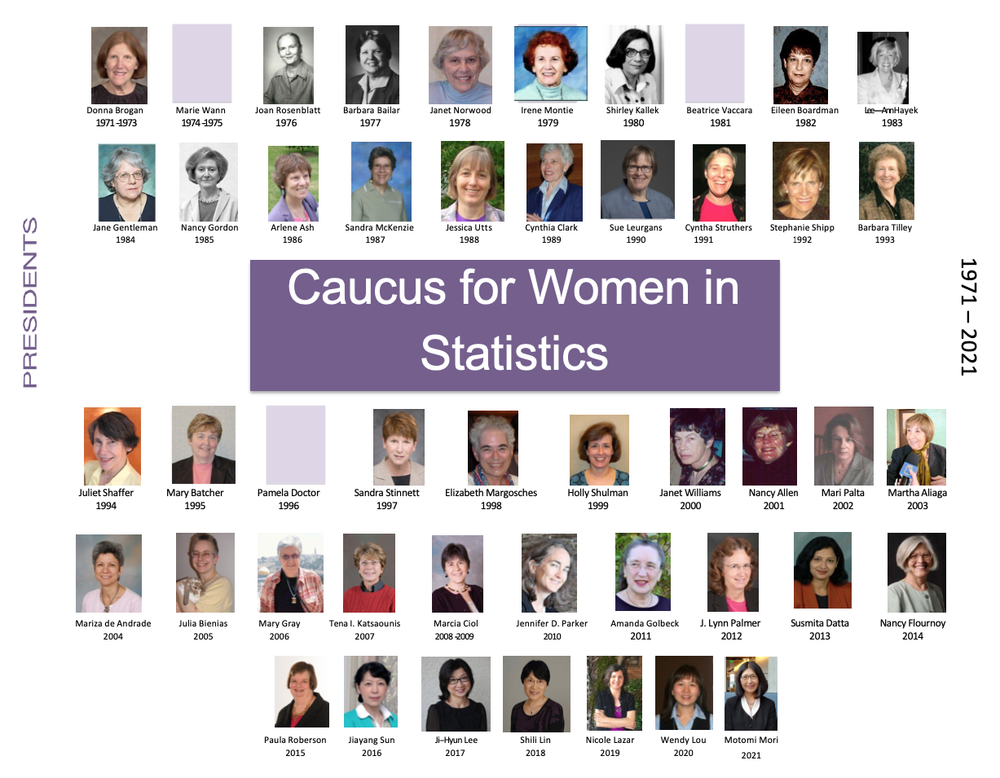 Donna Brogan Marie Wann Joan Rosenblatt Barbara Bailar Janet Norwood Irene Montie Shirley Kallek Beatrice Vaccara Eileen Boardman Lee—AnnHayek
1971-1973 1974-1975 1976 1977 1978 1979 1980 1981 1982 1983
Jane Gentleman Nancy Gordon Arlene Ash Sandra McKenzie Jessica Utts Cynthia Clark Sue Leurgans Cyntha Struthers Stephanie Shipp Barbara Tilley
1984 1985 1986 1987 1988 1989 1990 1991 1992 1993
PRESIDENTS
Caucus for Women in
Statistics
1971 – 2021
Juliet Shaffer Mary Batcher Pamela Doctor Sandra Stinnett Elizabeth Margosches Holly Shulman Janet Williams Nancy Allen Mari Palta Martha Aliaga
1994 1995 1996 1997 1998 1999 2000 2001 2002 2003
Mariza de Andrade Julia Bienias Mary Gray Tena I. Katsaounis Marcia Ciol Jennifer D. Parker Amanda Golbeck J. Lynn Palmer Susmita Datta Nancy Flournoy
2004 2005 2006 2007 2008-2009 2010 2011 2012 2013 2014
Paula Roberson Jiayang Sun Ji–Hyun Lee Shili Lin Nicole Lazar Wendy Lou Motomi Mori
2015 2016 2017 2018 2019 2020 2021